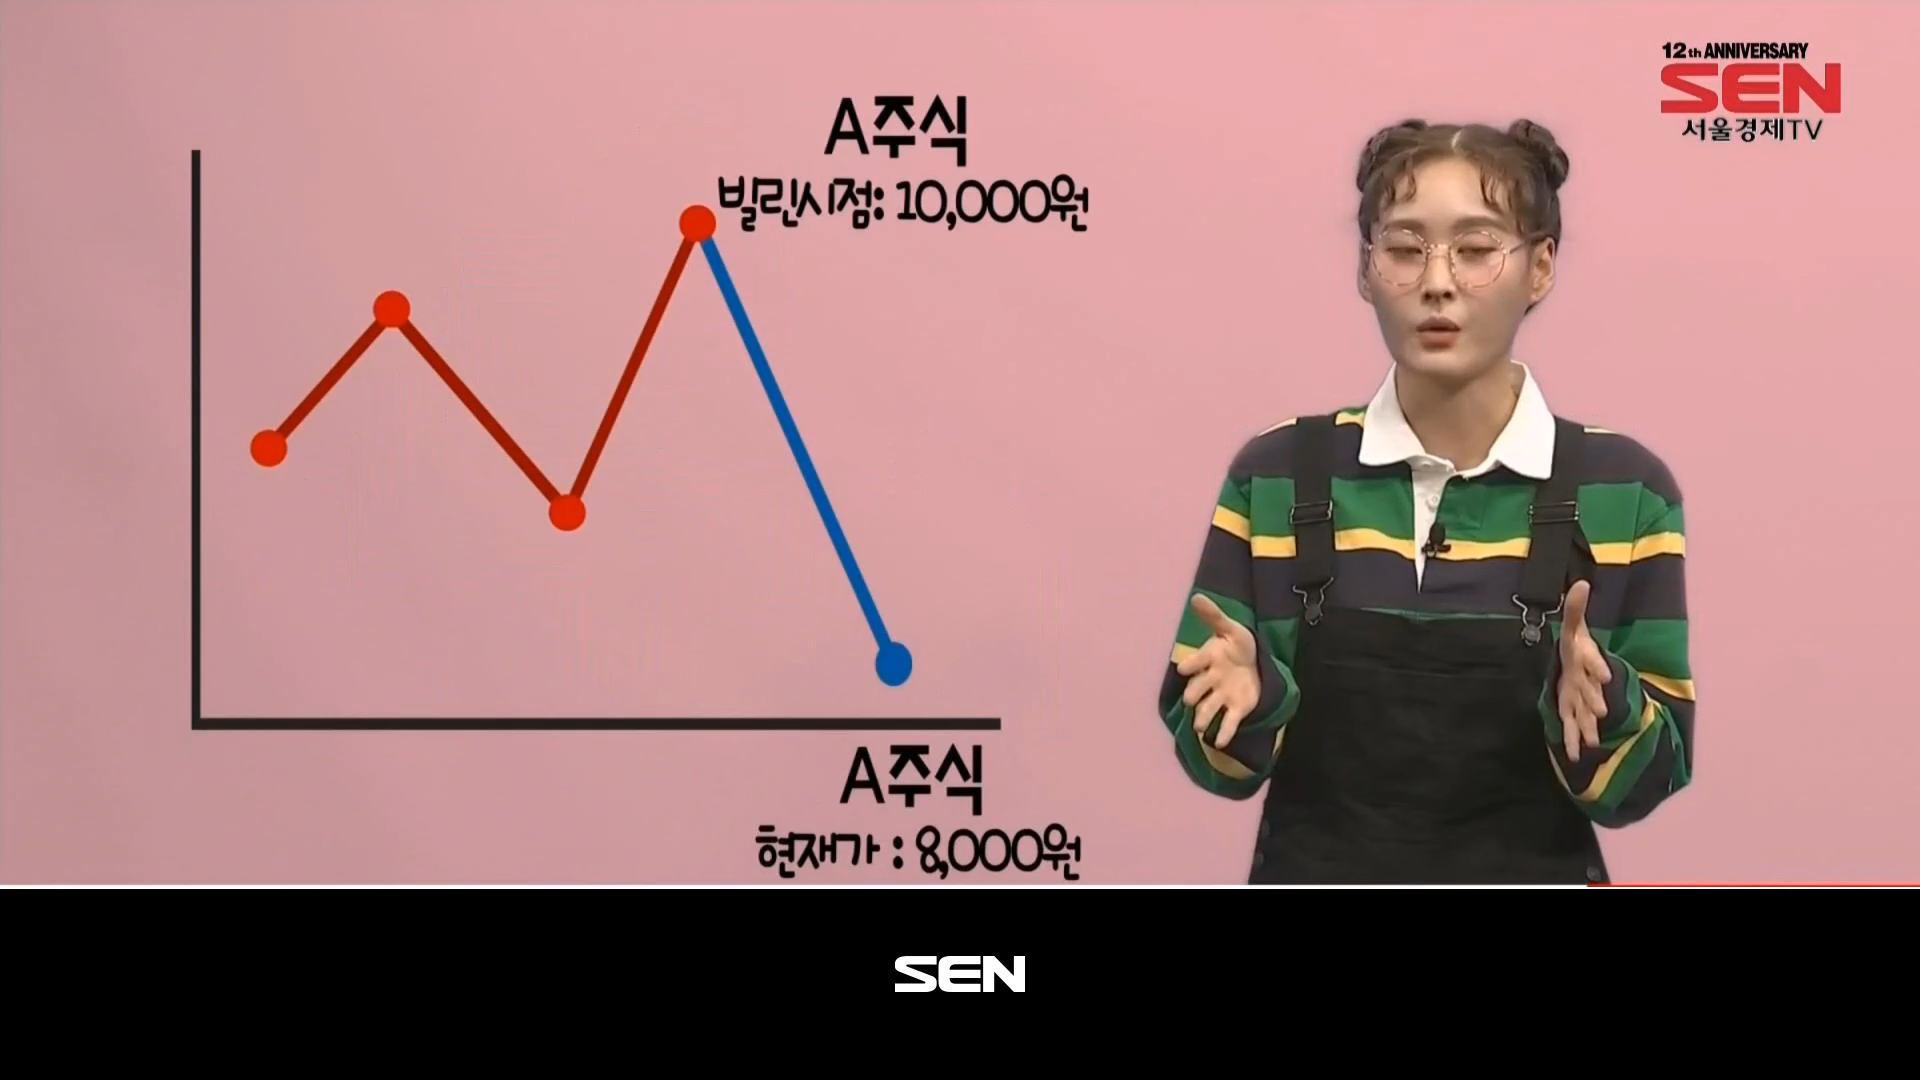 12th ANNIVERSARY
SEN
서울경제TV
A주식
빌린시점: 10,000원
A주식
현재가 : 8,000원
SEN